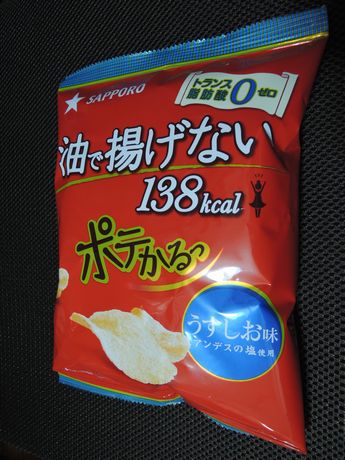 SAPPORO
トランス
脂肪酸0ゼロ
油で揚げない
138kcal
ポテかるっ
うすしお味
アンデスの塩使用